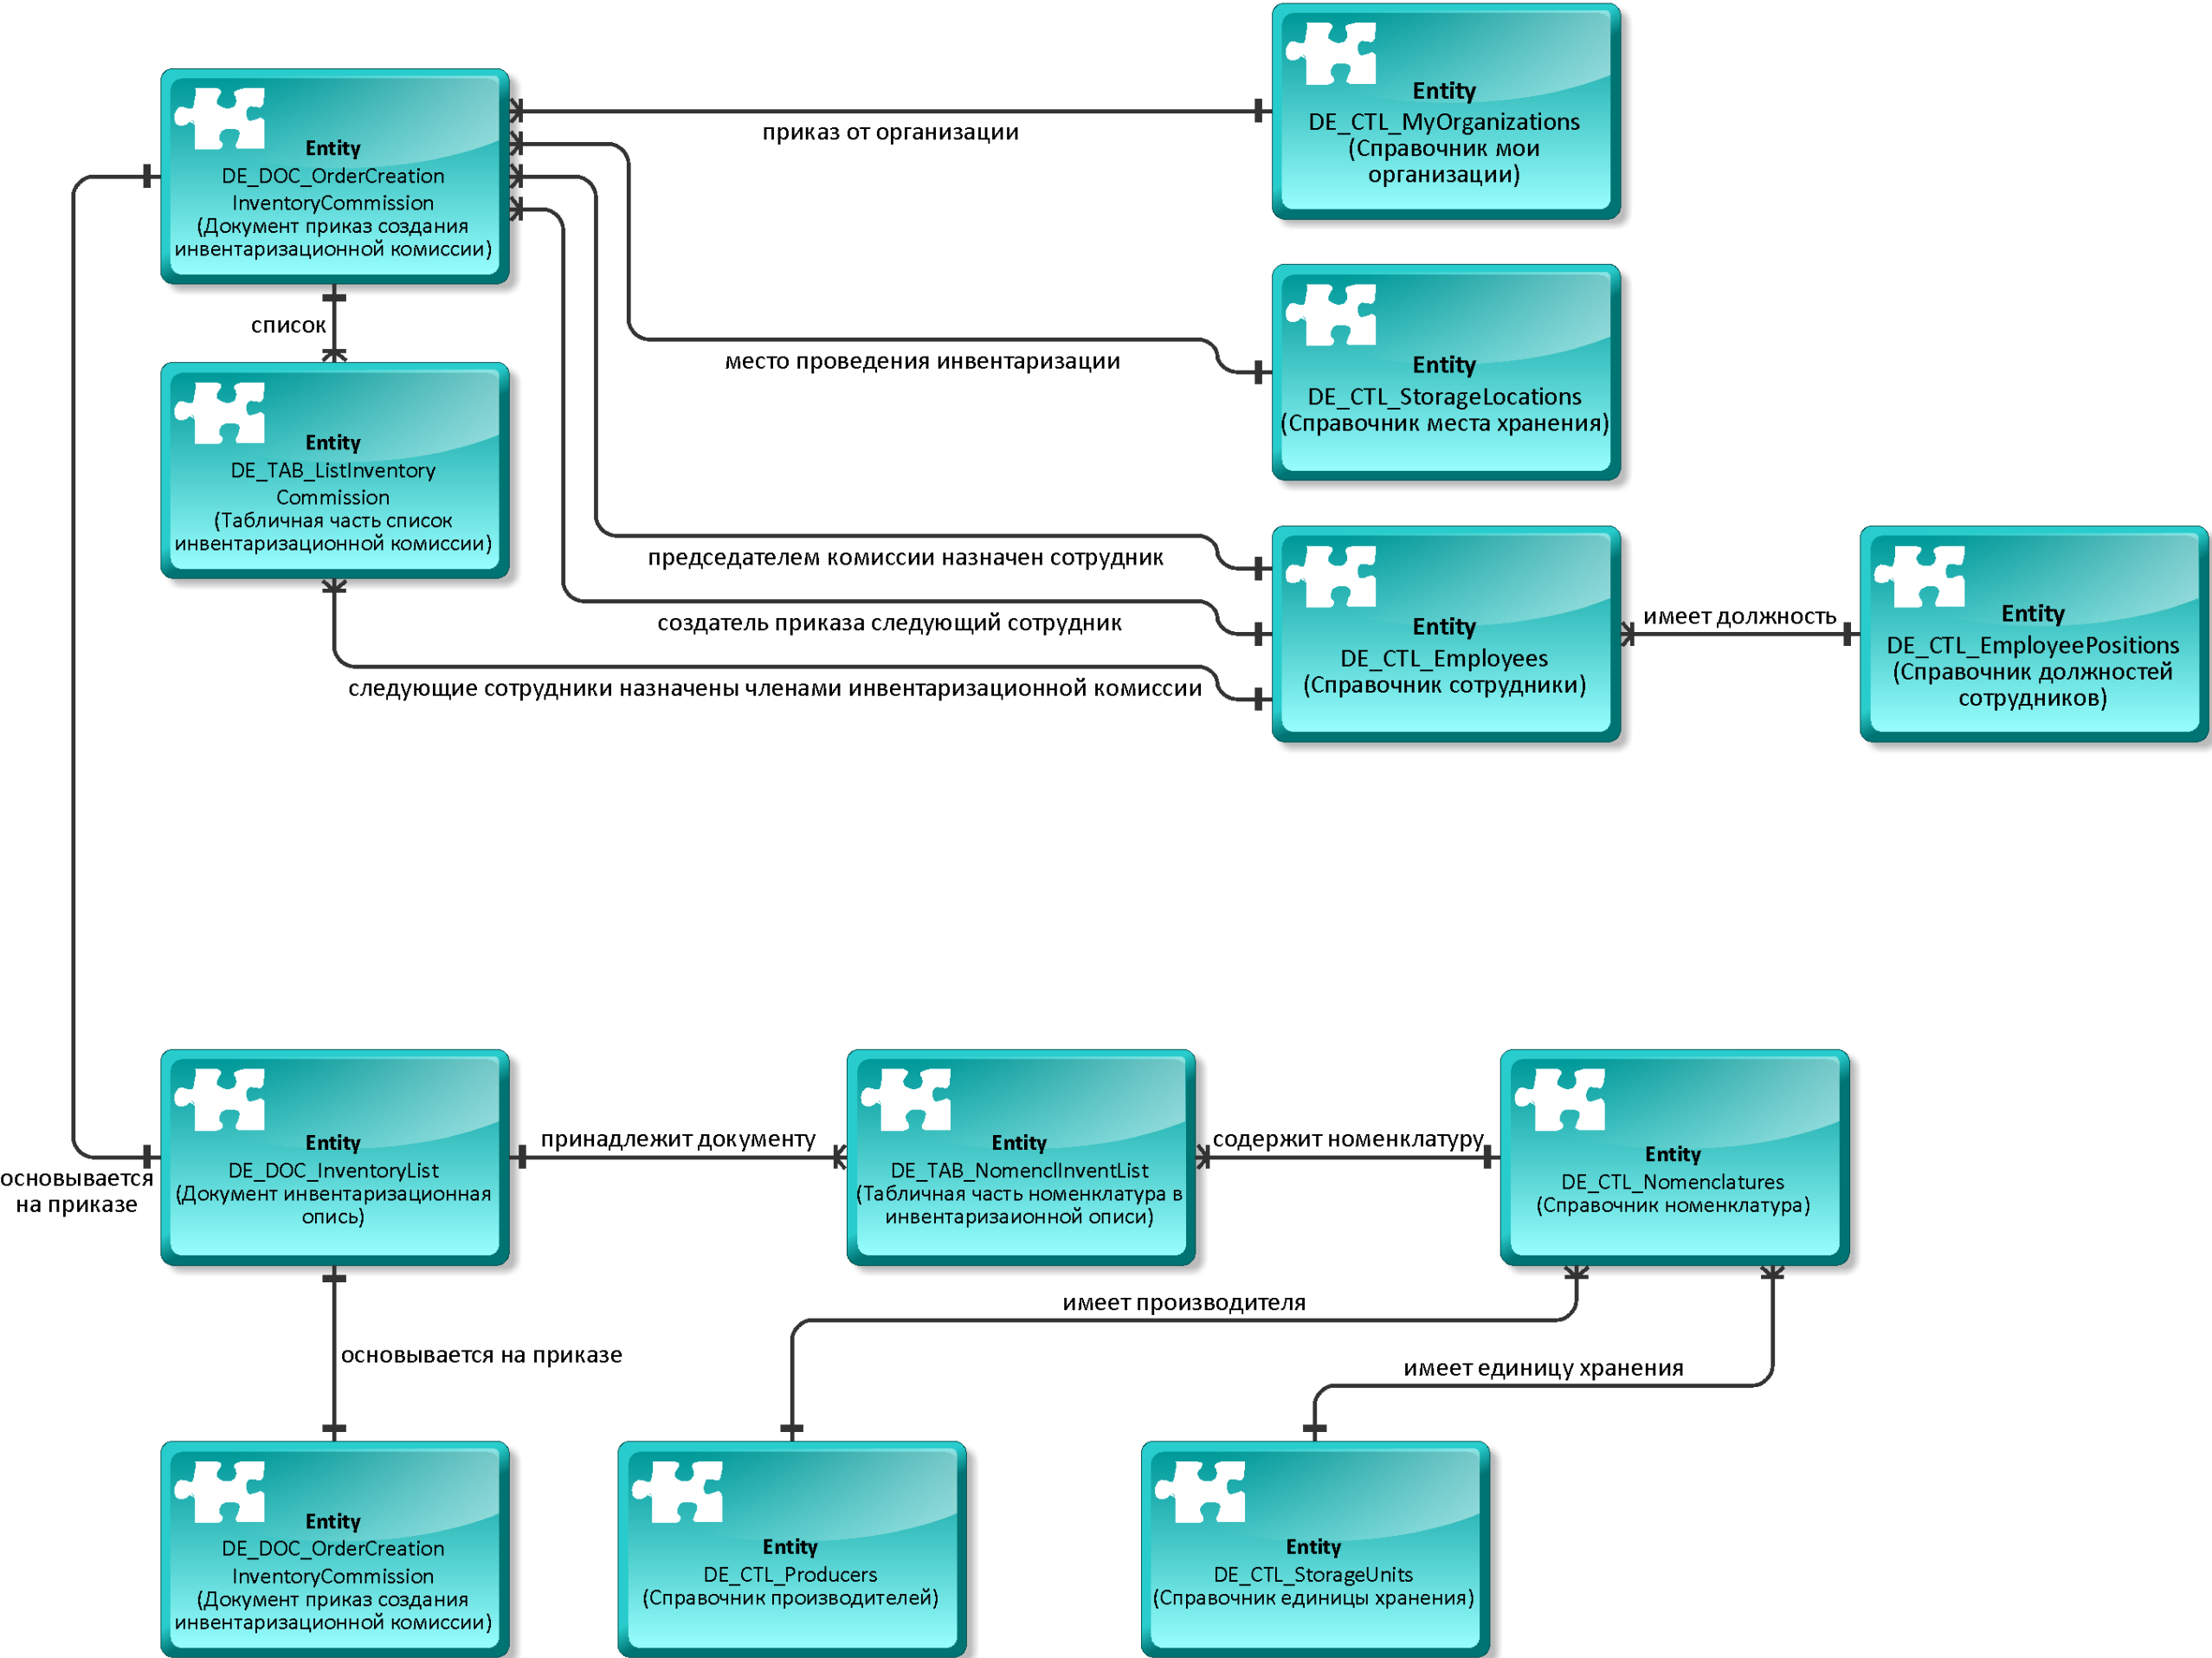 Entity
DE_CTL_MyOrganizations
(Справочник мои
организации)
Entity
DE_DOC_OrderCreation
InventoryCommission
(Документ приказ создания
инвентаризационной комиссии)
приказ от организации
список
место проведения инвентаризации
Entity
DE_CTL_StorageLocations
(Справочник места хранения)
Entity
DE_TAB_ListInventory
Commission
(Табличная часть список
инвентаризационной комиссии)
председателем комиссии назначен сотрудник
создатель приказа следующий сотрудник
следующие сотрудники назначены членами инвентаризационной комиссии
Entity
DE_CTL_Employees
(Справочник сотрудники)
имеет должность
Entity
DE_CTL_EmployeePositions
(Справочник должностей
сотрудников)
основывается
на приказе
Entity
DE_DOC_InventoryList
(Документ инвентаризационная
опись)
принадлежит документу
Entity
DE_TAB_NomenclInventList
(Табличная часть номенклатура в
инвентаризаионной описи)
содержит номенклатуру
Entity
DE_CTL_Nomenclatures
(Справочник номенклатура)
имеет производителя
основывается на приказе
имеет единицу хранения
Entity
DE_DOC_OrderCreation
InventoryCommission
(Документ приказ создания
инвентаризационной комиссии)
Entity
DE_CTL_Producers
(Справочник производителей)
Entity
DE_CTL_StorageUnits
(Справочник единицы хранения)